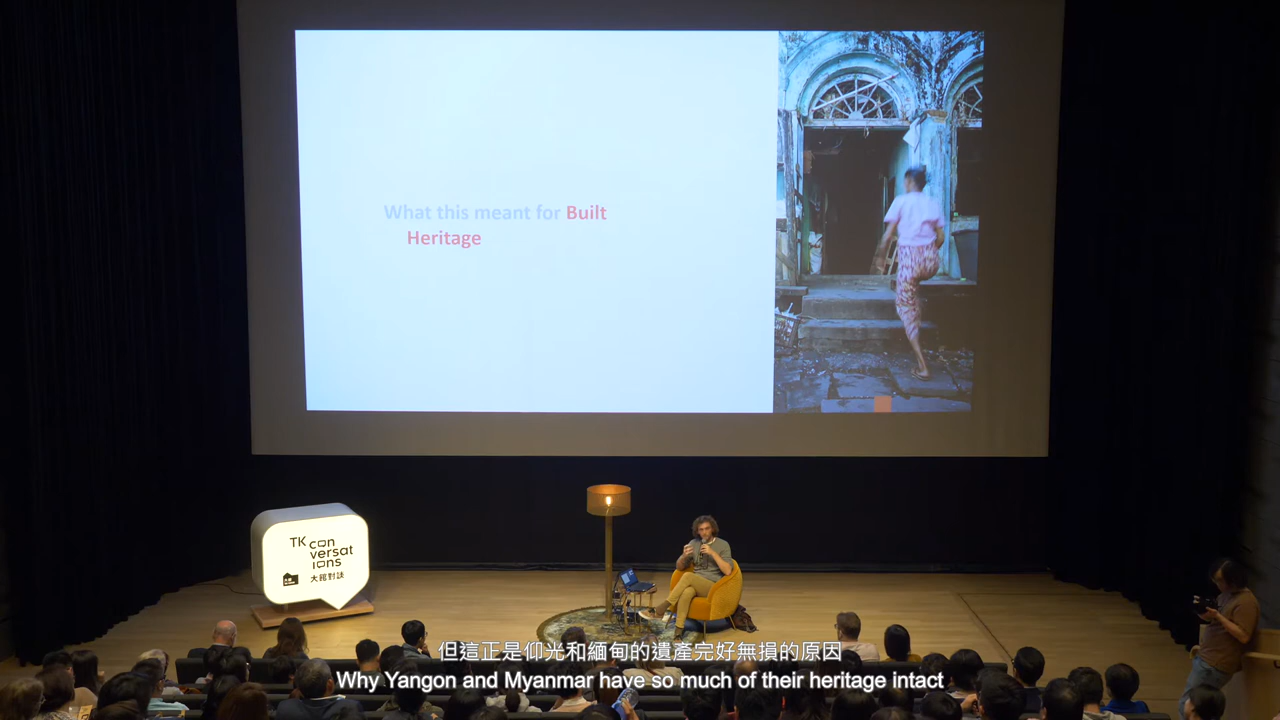 What this meant for Built
Heritage
TK con
versat
ions
大館對談
但這正是仰光和緬甸的遺產完好無損的原因
Why Yangon and Myanmar have so much of their heritage intact